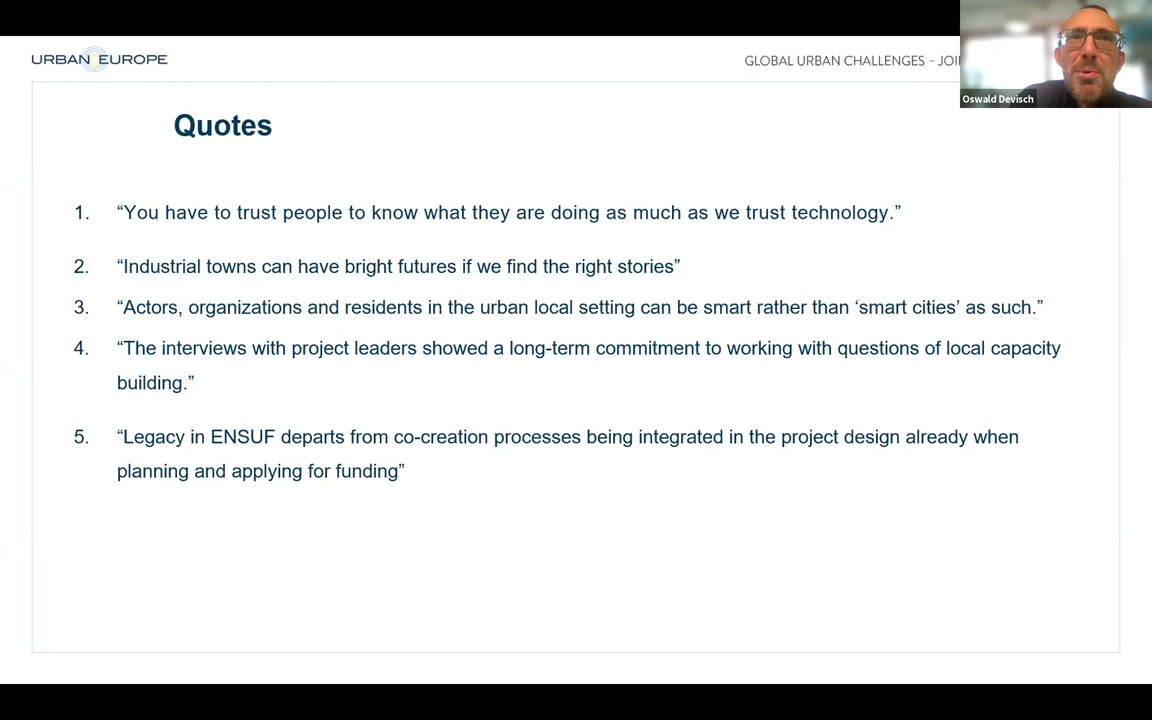 URBAN EUROPE
GLOBAL URBAN CHALLENGES – JOI
Oswald Devisch
Quotes
1. “You have to trust people to know what they are doing as much as we trust technology.”
2. “Industrial towns can have bright futures if we find the right stories”
3. “Actors, organizations and residents in the urban local setting can be smart rather than ‘smart cities’ as such.”
4. “The interviews with project leaders showed a long-term commitment to working with questions of local capacity
building.”
5. “Legacy in ENSUF departs from co-creation processes being integrated in the project design already when
planning and applying for funding”